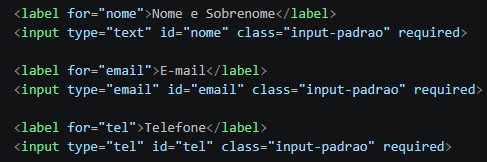 <label for="nome">Nome e Sobrenome</label>
<input type="text" id="nome" class="input-padrao" required>
<label for="email">E-mail</label>
<input type="email" id="email" class="input-padrao" required>
<label for="tel">Telefone</label>
<input type="tel" id="tel" class="input-padrao" required>